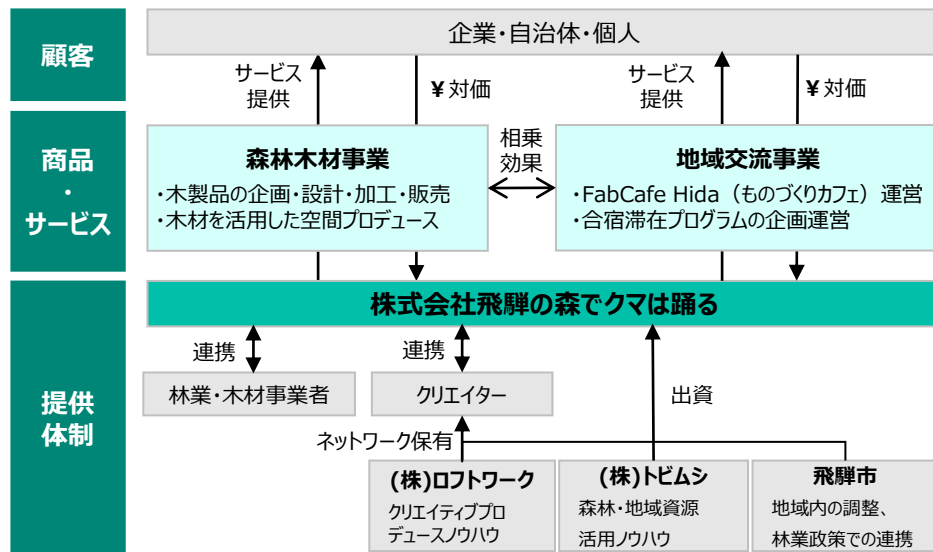 顧客
企業・自治体・個人
サービス
提供
¥ 対価
サービス
提供
¥ 対価
商品
・
サービス
森林木材事業
・木製品の企画・設計・加工・販売
・木材を活用した空間プロデュース
相乗
効果
地域交流事業
・FabCafe Hida（ものづくりカフェ）運営
・合宿滞在プログラムの企画運営
提供
体制
株式会社飛騨の森でクマは踊る
連携
連携
出資
林業・木材事業者
クリエイター
ネットワーク保有
(株)ロフトワーク
クリエイティブプロ
デュースノウハウ
(株)トビムシ
森林・地域資源
活用ノウハウ
飛騨市
地域内の調整、
林業政策での連携